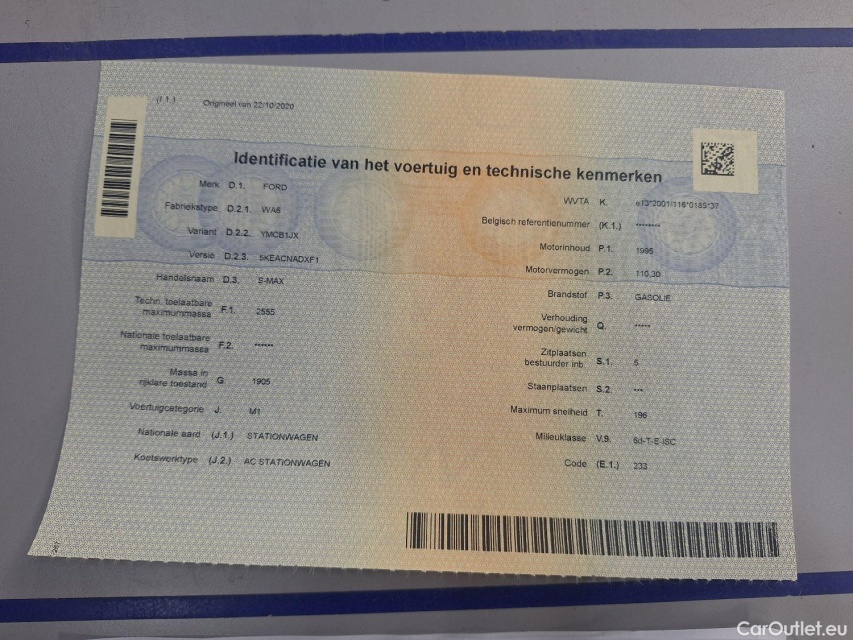 (I 1.) Origineel van 22/10/2020
Identificatie van het voertuig en technische kenmerken
Merk D.1. FORD
Fabriekstype D.2.1. WA6
Variant D.2.2. YMCB1JX
Versie D.2.3. 5KEACNADXF1
Handelsnaam D.3. S-MAX
Techn. toelaatbare
maximummassa F.1. 2555
Nationale toelaatbare
maximummassa F.2. ------
Massa in
rijklare toestand G. 1905
Voertuigcategorie J. M1
Nationale aard (J.1.) STATIONWAGEN
Koetswerktype (J.2.) AC STATIONWAGEN
WVTA K. e13*2001/116*0185*37
Belgisch referentienummer (K.1.) --------
Motorinhoud P.1. 1995
Motorvermogen P.2. 110,30
Brandstof P.3. GASOLIE
Verhouding
vermogen/gewicht Q. -----
Zitplaatsen
bestuurder inb. S.1. 5
Staanplaatsen S.2. ---
Maximum snelheid T. 196
Milieuklasse V.9. 6d-T-E-ISC
Code (E.1.) 233
CarOutlet.eu